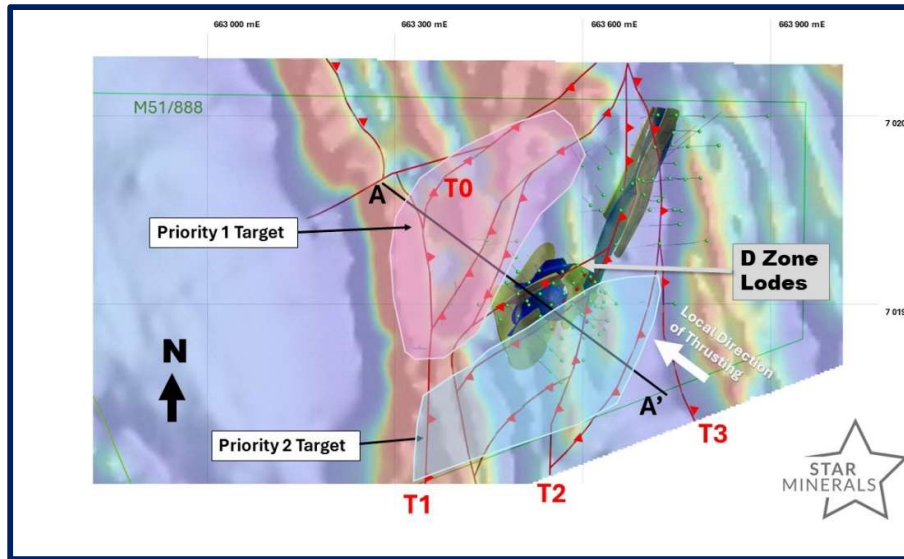 663 000 mE
663 300 mE
663 600 mE
663 900 mE
M51/888
7 020
T0
A
Priority 1 Target
D Zone
Lodes
7 019
Local Direction
of Thrusting
N
A'
Priority 2 Target
T3
T1
T2
STAR
MINERALS